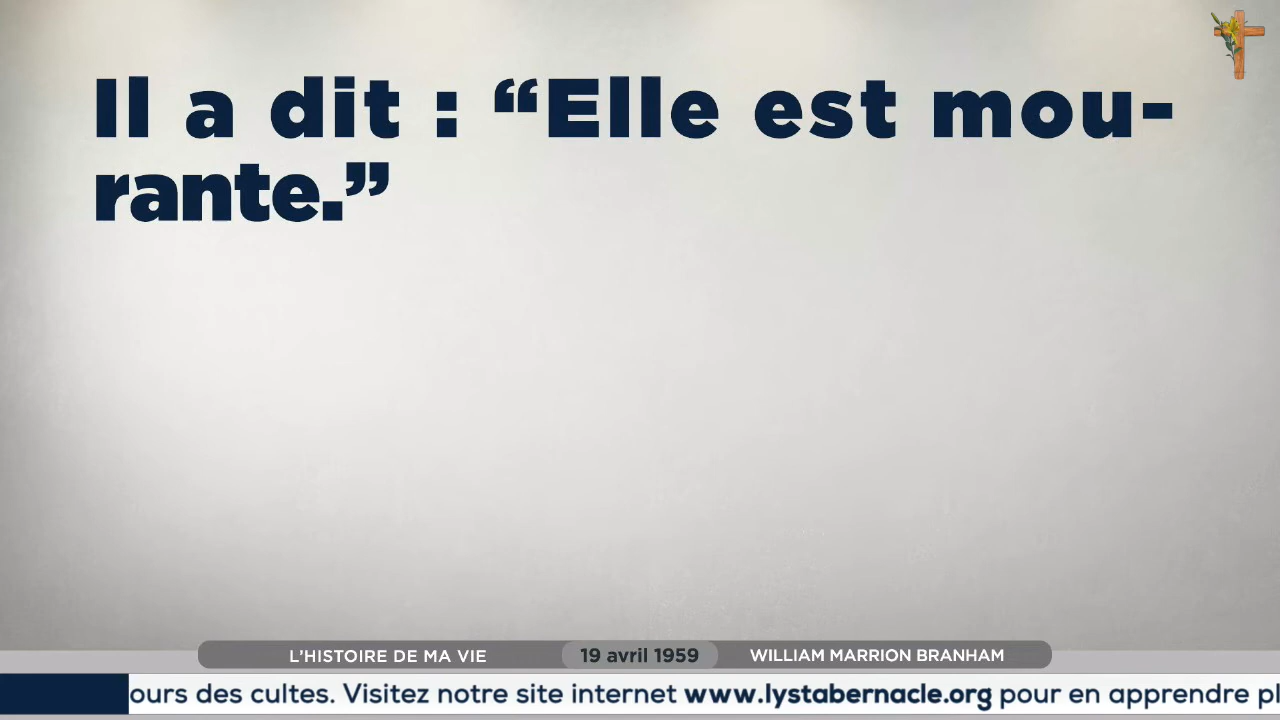 Il a dit : “Elle est mou-
rante.”
L’HISTOIRE DE MA VIE 19 avril 1959 WILLIAM MARRION BRANHAM
ours des cultes. Visitez notre site internet www.lystabernacle.org pour en apprendre pl